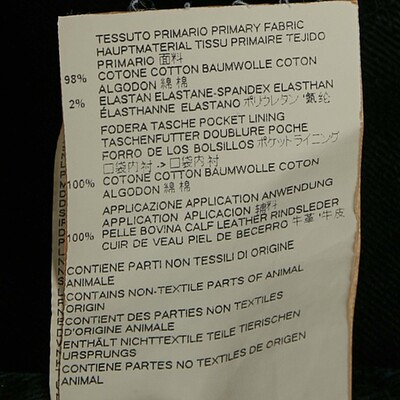 TESSUTO PRIMARIO PRIMARY FABRIC
HAUPTMATERIAL TISSU PRIMAIRE TEJIDO
PRIMARIO 面料
98% COTONE COTTON BAUMWOLLE COTON
ALGODON 綿 棉
2% ELASTAN ELASTANE-SPANDEX ELASTHAN
ÉLASTHANNE ELASTANO ポリウレタン 氨纶
FODERA TASCHE POCKET LINING
TASCHENFUTTER DOUBLURE POCHE
FORRO DE LOS BOLSILLOS ポケットライニング
口袋内衬 -> 口袋内衬
100% COTONE COTTON BAUMWOLLE COTON
ALGODON 綿 棉
APPLICAZIONE APPLICATION ANWENDUNG
APPLICATION APLICACION 辅料
100% PELLE BOVINA CALF LEATHER RINDSLEDER
CUIR DE VEAU PIEL DE BECERRO 牛革 牛皮
CONTIENE PARTI NON TESSILI DI ORIGINE
ANIMALE
CONTAINS NON-TEXTILE PARTS OF ANIMAL
ORIGIN
CONTIENT DES PARTIES NON TEXTILES
D'ORIGINE ANIMALE
ENTHÄLT NICHTTEXTILE TEILE TIERISCHEN
URSPRUNGS
CONTIENE PARTES NO TEXTILES DE ORIGEN
ANIMAL